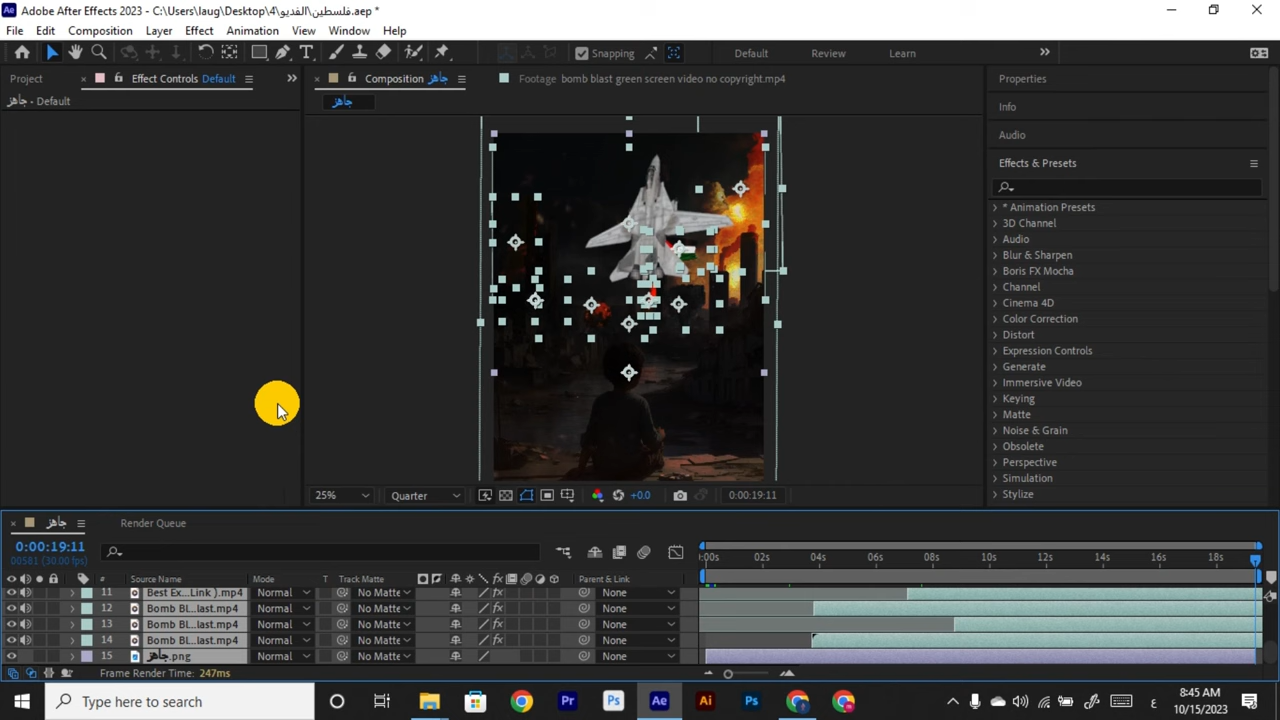 Adobe After Effects 2023 - C:\Users\laug\Desktop\4\الفديو\فلسطين.aep *
File Edit Composition Layer Effect Animation View Window Help
Snapping Default Review Learn
Project Effect Controls Default Composition جاهز Footage bomb blast green screen video no copyright.mp4 Properties
جاهز • Default جاهز
Info
Audio
Effects & Presets
* Animation Presets
3D Channel
Audio
Blur & Sharpen
Boris FX Mocha
Channel
Cinema 4D
Color Correction
Distort
Expression Controls
Generate
Immersive Video
Keying
Matte
Noise & Grain
Obsolete
Perspective
Simulation
Stylize
25% Quarter +0.0 0:00:19:11
جاهز Render Queue
0:00:19:11
00581 (30.00 fps)
:00s 02s 04s 06s 08s 10s 12s 14s 16s 18s
# Source Name Mode T Track Matte Parent & Link
11 Best Ex...Link ).mp4 Normal No Matte None
12 Bomb Bl...last.mp4 Normal No Matte None
13 Bomb Bl...last.mp4 Normal No Matte None
14 Bomb Bl...last.mp4 Normal No Matte None
15 جاهز.png Normal No Matte None
Frame Render Time: 247ms
Type here to search
Pr Ps Ae Ai Ps
ع
8:45 AM
10/15/2023